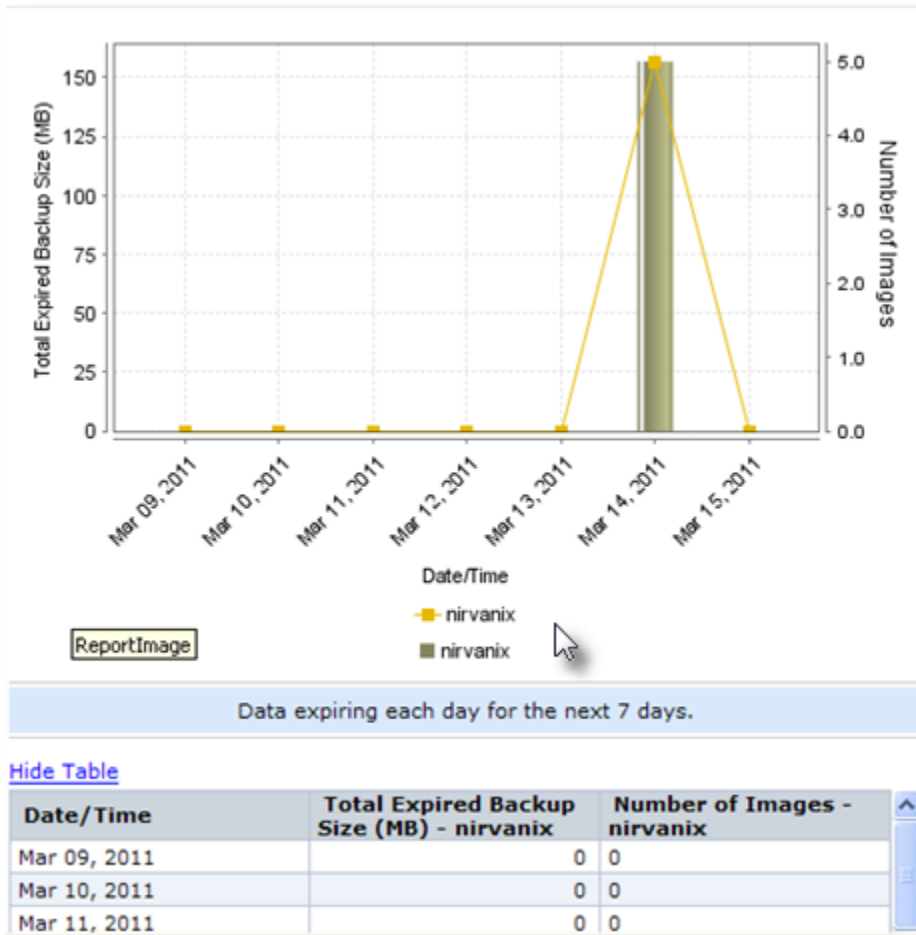 Total Expired Backup Size (MB)
150
125
100
75
50
25
0
5.0
4.0
3.0
2.0
1.0
0.0
Number of Images
Mar 09, 2011
Mar 10, 2011
Mar 11, 2011
Mar 12, 2011
Mar 13, 2011
Mar 14, 2011
Mar 15, 2011
Date/Time
nirvanix
nirvanix
ReportImage
Data expiring each day for the next 7 days.
Hide Table
Date/Time Total Expired Backup Size (MB) - nirvanix Number of Images - nirvanix
Mar 09, 2011 0 0
Mar 10, 2011 0 0
Mar 11, 2011 0 0